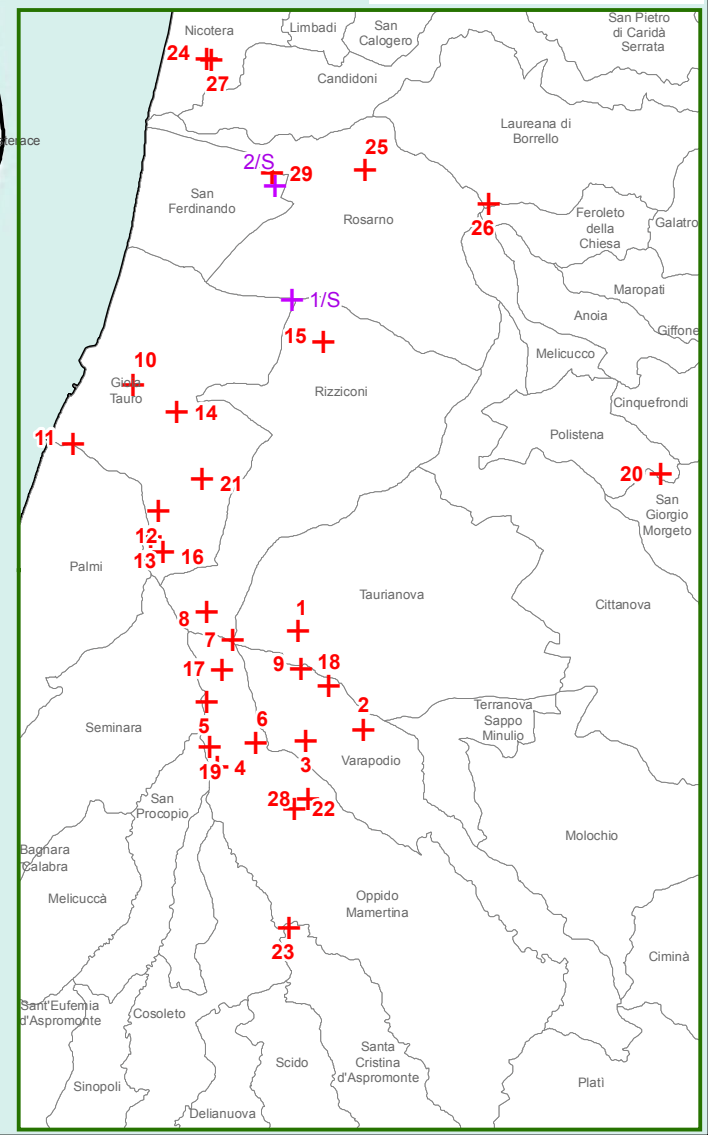 Nicotera
Limbadi
San
Calogero
San Pietro
di Caridà
Serrata
24
27
Candidoni
terace
Laureana di
Borrello
25
2/S
29
San
Ferdinando
Rosarno
26
Feroleto
della
Chiesa
Galatro
Maropati
1/S
Anoia
Giffone
15
Melicucco
10
Gioia
Tauro
Rizziconi
Cinquefrondi
14
11
Polistena
20
21
San
Giorgio
Morgeto
12
13
16
Palmi
Taurianova
Cittanova
8
1
7
9
18
17
2
Terranova
Sappo
Minulio
Seminara
5
6
3
Varapodio
19
4
San
Procopio
28
22
Molochio
Bagnara
Calabra
Melicuccà
Oppido
Mamertina
23
Ciminà
Sant'Eufemia
d'Aspromonte
Cosoleto
Scido
Santa
Cristina
d'Aspromonte
Sinopoli
Platì
Delianuova